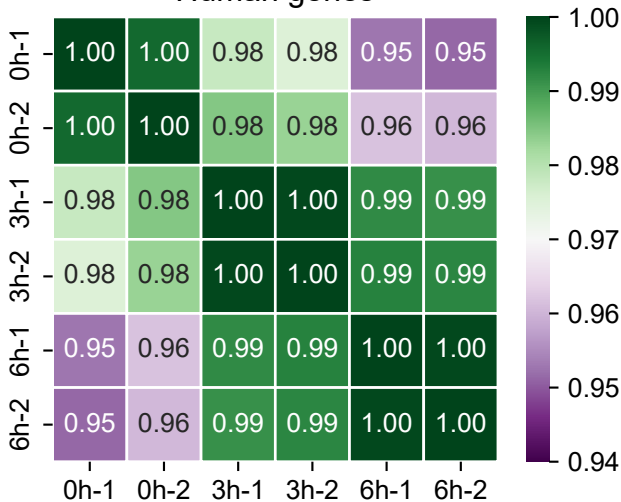 Human genes
0h-1 1.00 1.00 0.98 0.98 0.95 0.95
0h-2 1.00 1.00 0.98 0.98 0.96 0.96
3h-1 0.98 0.98 1.00 1.00 0.99 0.99
3h-2 0.98 0.98 1.00 1.00 0.99 0.99
6h-1 0.95 0.96 0.99 0.99 1.00 1.00
6h-2 0.95 0.96 0.99 0.99 1.00 1.00
0h-1 0h-2 3h-1 3h-2 6h-1 6h-2
1.00
0.99
0.98
0.97
0.96
0.95
0.94